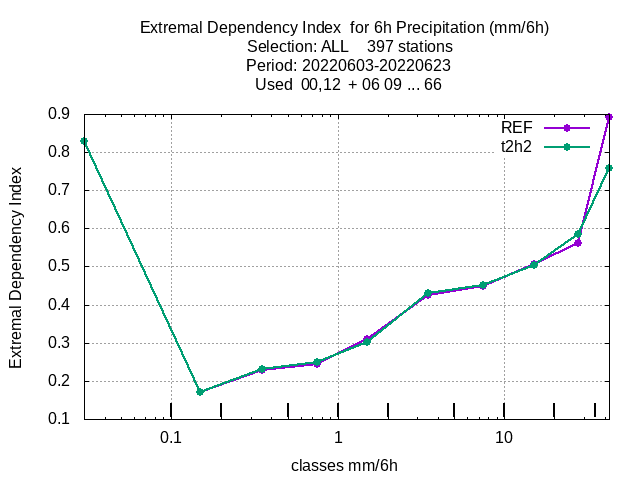 Extremal Dependency Index  for 6h Precipitation (mm/6h)
Selection: ALL    397 stations
Period: 20220603-20220623
Used  00,12  + 06 09 ... 66
REF
t2h2
Extremal Dependency Index
0.9
0.8
0.7
0.6
0.5
0.4
0.3
0.2
0.1
0.1
1
10
classes mm/6h